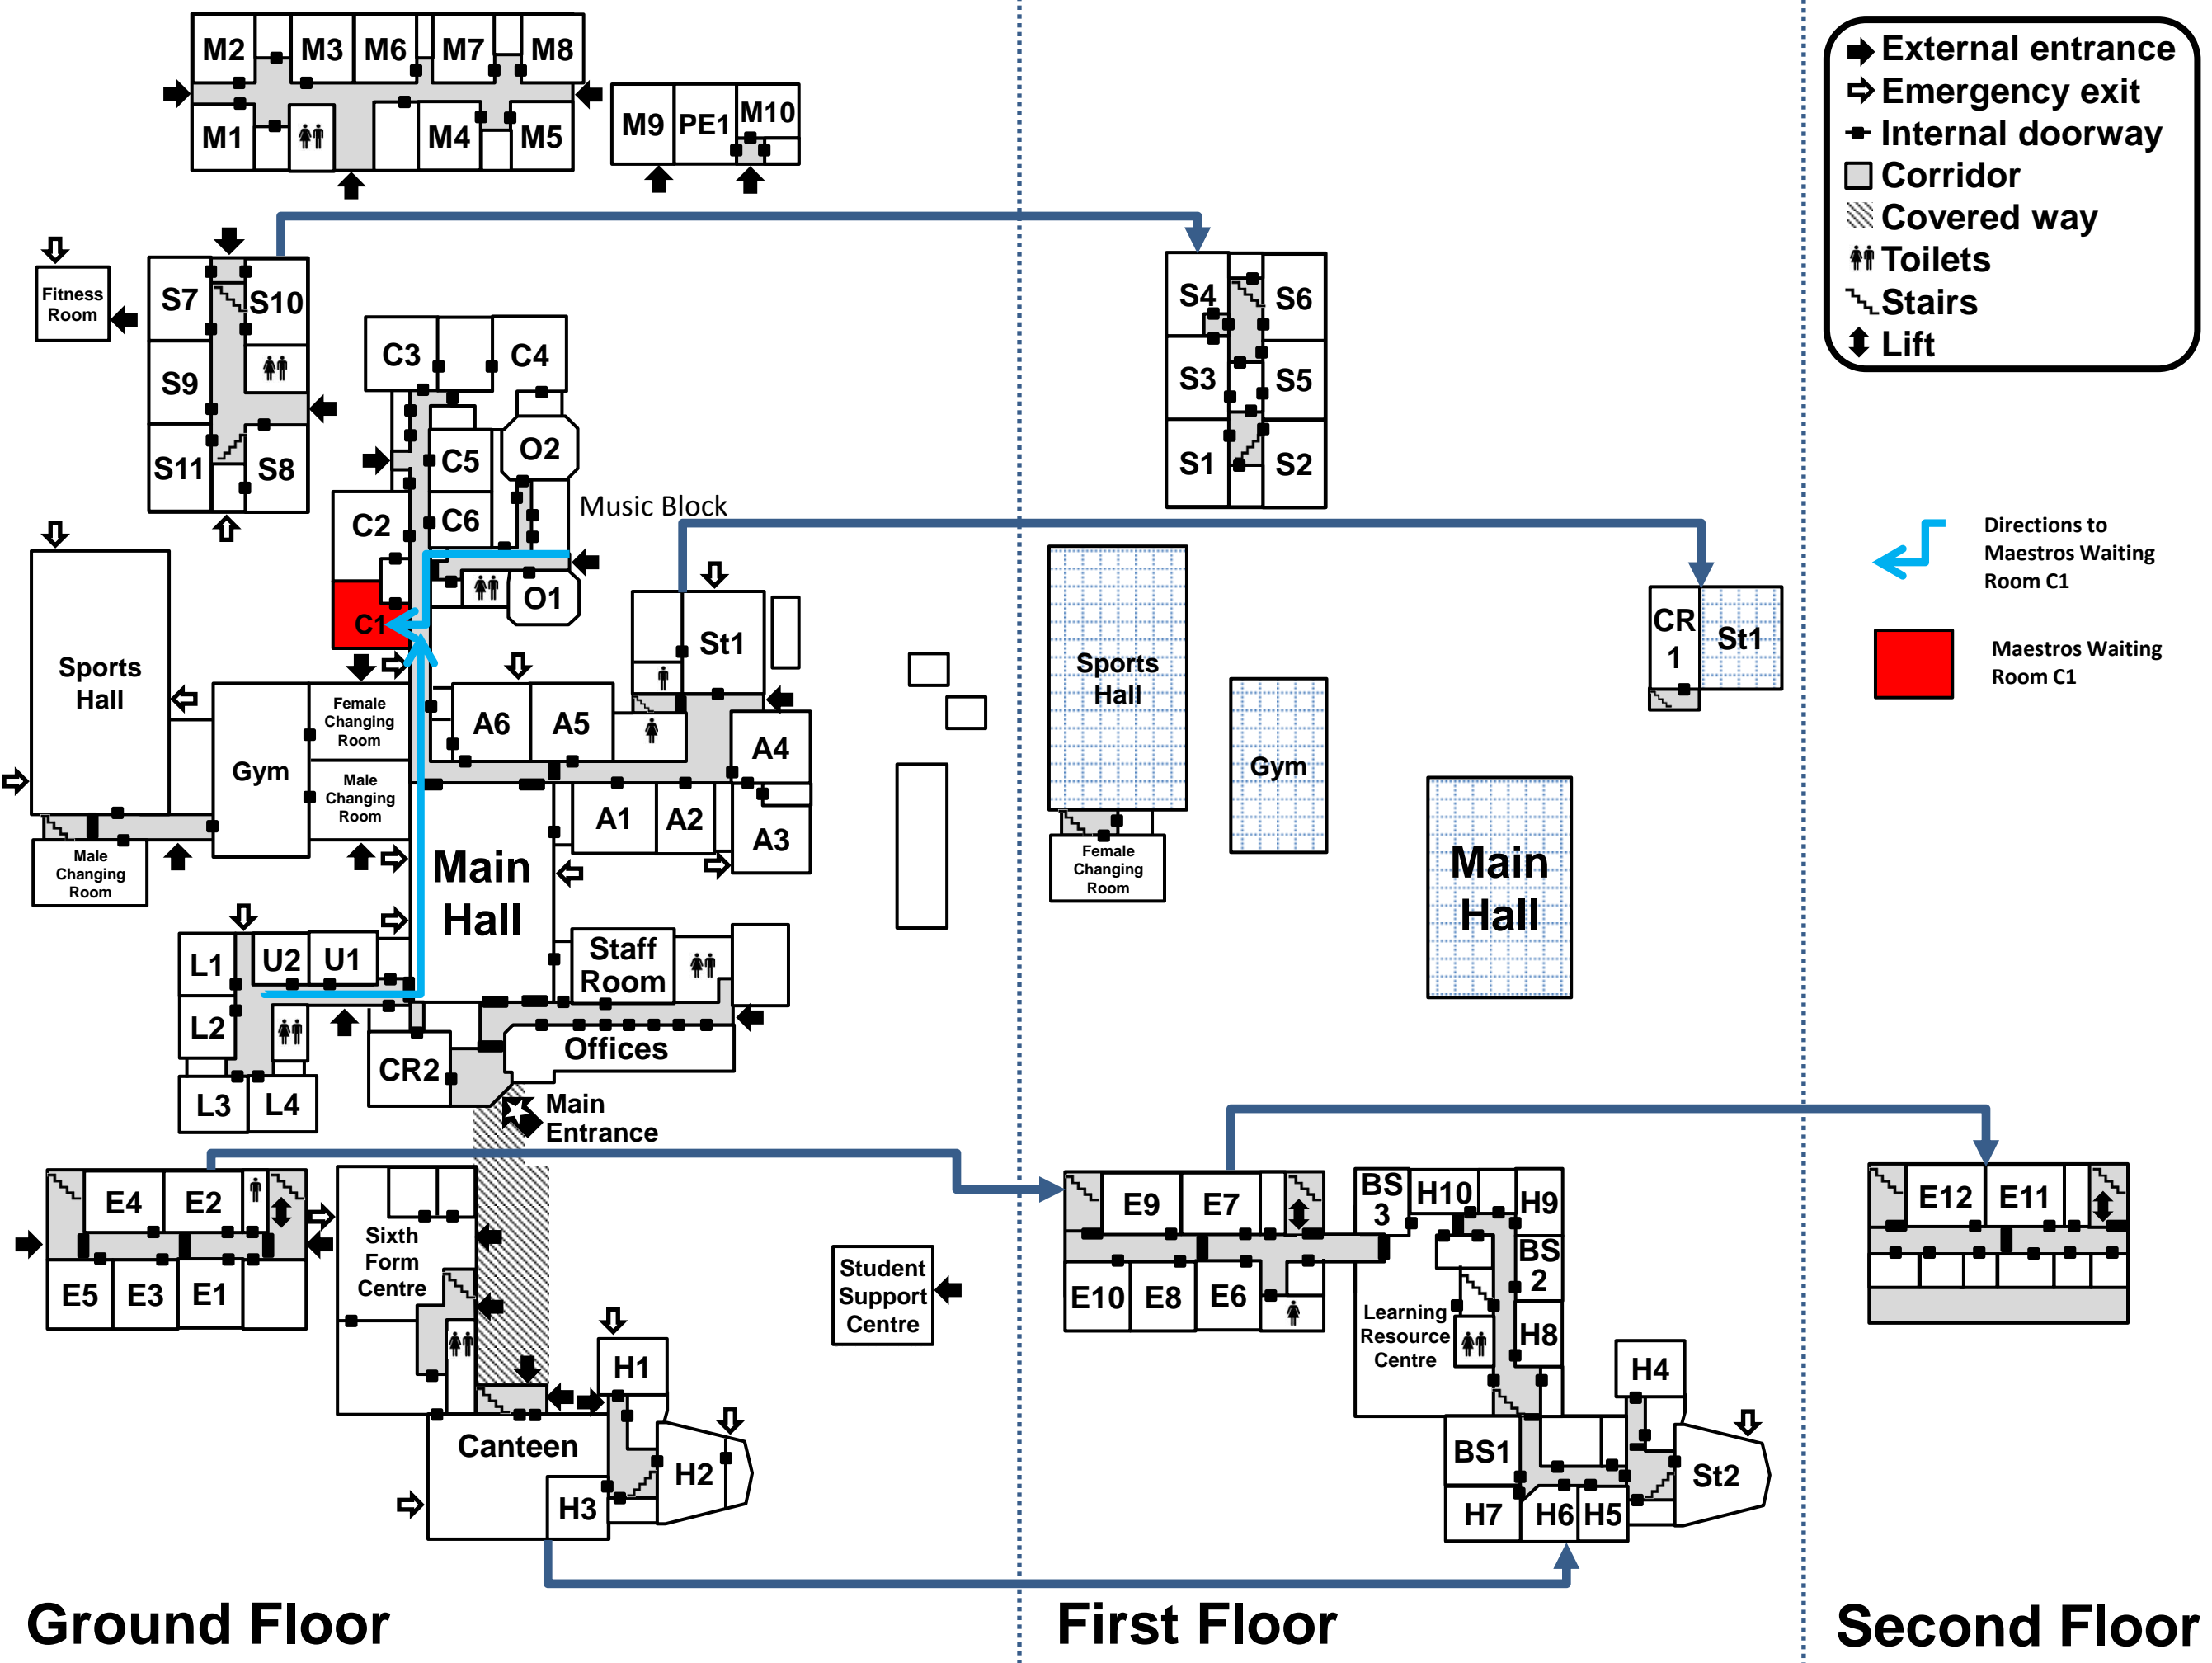 M2
M3
M6
M7
M8
M1
M4
M5
M9
PE1
M10
External entrance
Emergency exit
Internal doorway
Corridor
Covered way
Toilets
Stairs
Lift
Fitness
Room
S7
S10
S9
S11
S8
C3
C4
C5
O2
C2
C6
Music Block
O1
C1
S4
S6
S3
S5
S1
S2
Directions to
Maestros Waiting
Room C1
Maestros Waiting
Room C1
Sports
Hall
Gym
Female
Changing
Room
Male
Changing
Room
Male
Changing
Room
St1
A6
A5
A4
A1
A2
A3
Main
Hall
Sports
Hall
Gym
Female
Changing
Room
Main
Hall
CR
1
St1
L1
U2
U1
L2
L3
L4
Staff
Room
Offices
CR2
Main
Entrance
E4
E2
E5
E3
E1
Sixth
Form
Centre
Student
Support
Centre
Canteen
H1
H2
H3
E9
E7
E10
E8
E6
BS
3
H10
H9
BS
2
H8
Learning
Resource
Centre
H4
BS1
St2
H7
H6
H5
E12
E11
Ground Floor
First Floor
Second Floor